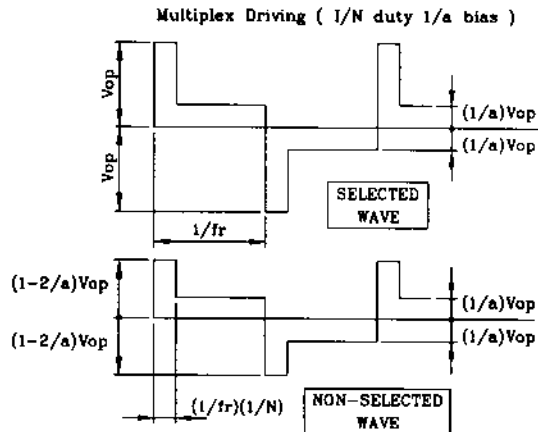 Multiplex Driving ( 1/N duty 1/a bias )
Vop
(1/a)Vop
(1/a)Vop
Vop
SELECTED
WAVE
1/fr
(1-2/a)Vop
(1/a)Vop
(1-2/a)Vop
(1/a)Vop
(1/fr)(1/N)
NON-SELECTED
WAVE